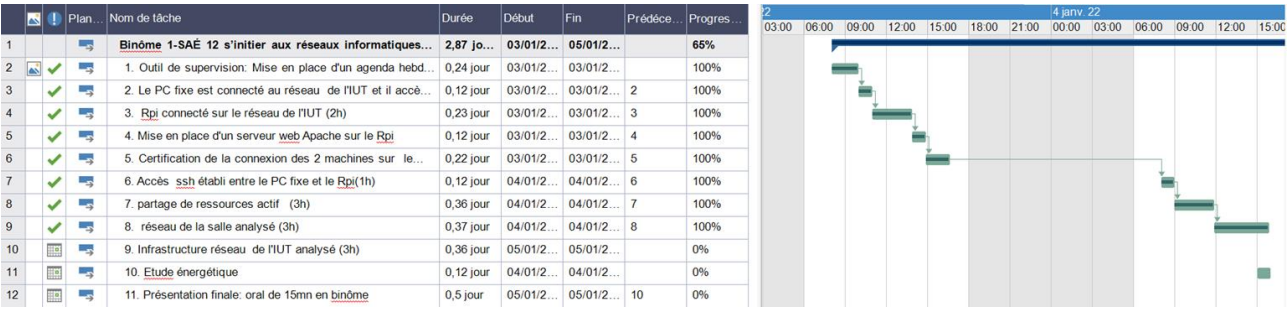 Plan... Nom de tâche Durée Début Fin Prédéce... Progres...
1 Binôme 1-SAÉ 12 s'initier aux réseaux informatiques... 2,87 jo... 03/01/2... 05/01/2... 65%
2 1. Outil de supervision: Mise en place d'un agenda hebd... 0,24 jour 03/01/2... 03/01/2... 100%
3 2. Le PC fixe est connecté au réseau de l'IUT et il accè... 0,12 jour 03/01/2... 03/01/2... 2 100%
4 3. Rpi connecté sur le réseau de l'IUT (2h) 0,23 jour 03/01/2... 03/01/2... 3 100%
5 4. Mise en place d'un serveur web Apache sur le Rpi 0,12 jour 03/01/2... 03/01/2... 4 100%
6 5. Certification de la connexion des 2 machines sur le... 0,22 jour 03/01/2... 03/01/2... 5 100%
7 6. Accès ssh établi entre le PC fixe et le Rpi(1h) 0,12 jour 04/01/2... 04/01/2... 6 100%
8 7. partage de ressources actif (3h) 0,36 jour 04/01/2... 04/01/2... 7 100%
9 8. réseau de la salle analysé (3h) 0,37 jour 04/01/2... 04/01/2... 8 100%
10 9. Infrastructure réseau de l'IUT analysé (3h) 0,36 jour 05/01/2... 05/01/2... 0%
11 10. Etude énergétique 0,12 jour 04/01/2... 04/01/2... 0%
12 11. Présentation finale: oral de 15mn en binôme 0,5 jour 05/01/2... 05/01/2... 10 0%
2 4 janv. 22
03:00 06:00 09:00 12:00 15:00 18:00 21:00 00:00 03:00 06:00 09:00 12:00 15:00